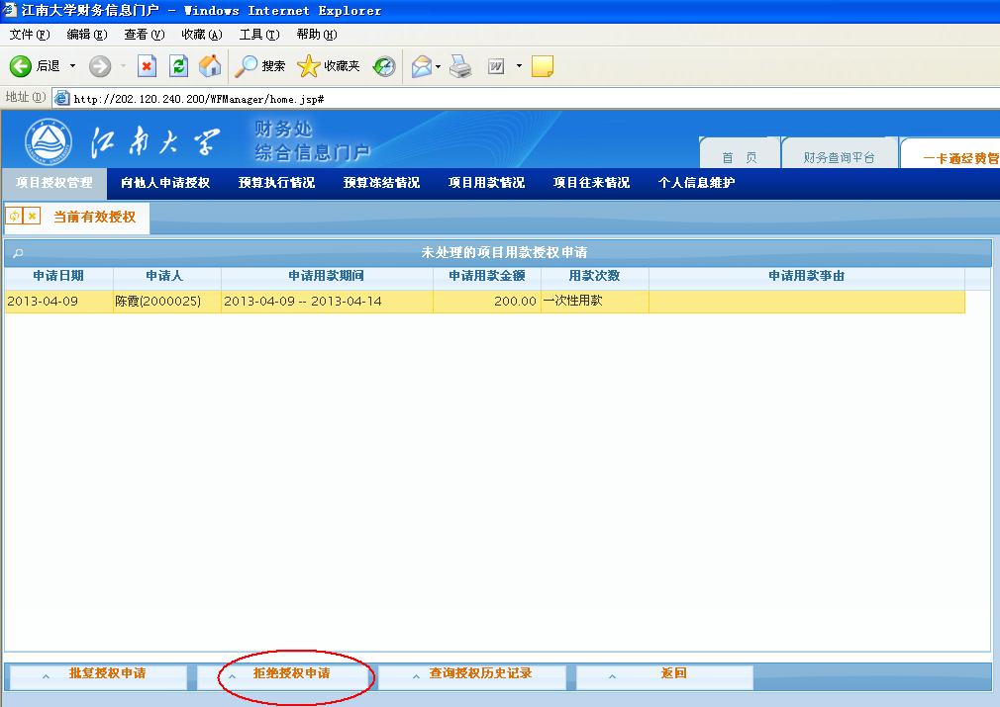 江南大学财务信息门户 - Windows Internet Explorer
文件(F) 编辑(E) 查看(V) 收藏(A) 工具(T) 帮助(H)
后退 搜索 收藏夹
地址(D) http://202.120.240.200/WFManager/home.jsp#
江南大学 财务处
综合信息门户
首 页 财务查询平台 一卡通经费管
项目授权管理 向他人申请授权 预算执行情况 预算冻结情况 项目用款情况 项目往来情况 个人信息维护
当前有效授权
未处理的项目用款授权申请
申请日期 申请人 申请用款期间 申请用款金额 用款次数 申请用款事由
2013-04-09 陈霞(2000025) 2013-04-09 -- 2013-04-14 200.00 一次性用款
批复授权申请 拒绝授权申请 查询授权历史记录 返回